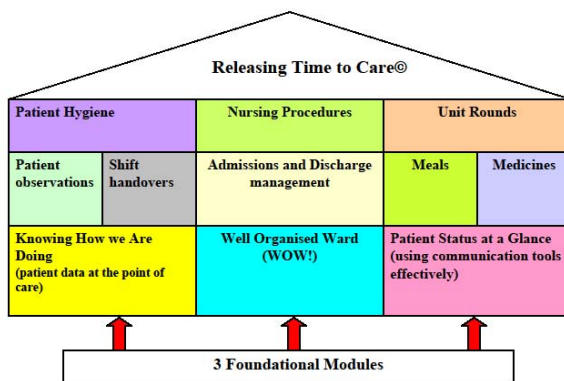 Releasing Time to Care©
Patient Hygiene
Nursing Procedures
Unit Rounds
Patient
observations
Shift
handovers
Admissions and Discharge
management
Meals
Medicines
Knowing How we Are
Doing
(patient data at the point of
care)
Well Organised Ward
(WOW!)
Patient Status at a Glance
(using communication tools
effectively)
3 Foundational Modules